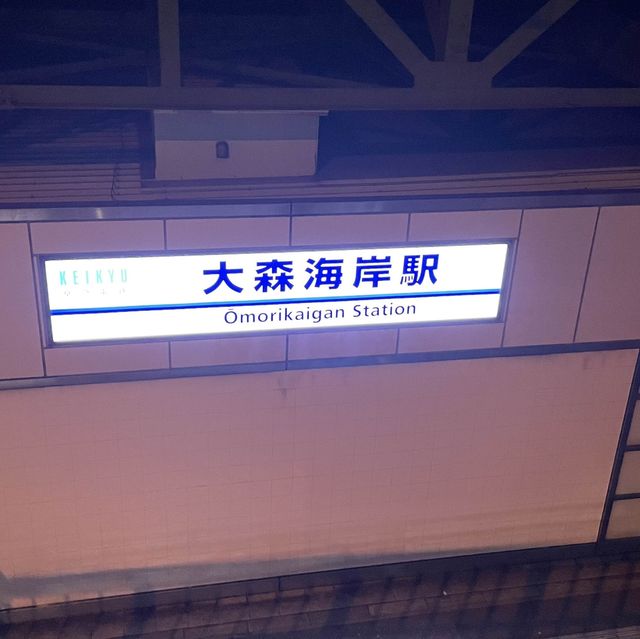 KEIKYU
大森海岸駅
Ōmorikaigan Station